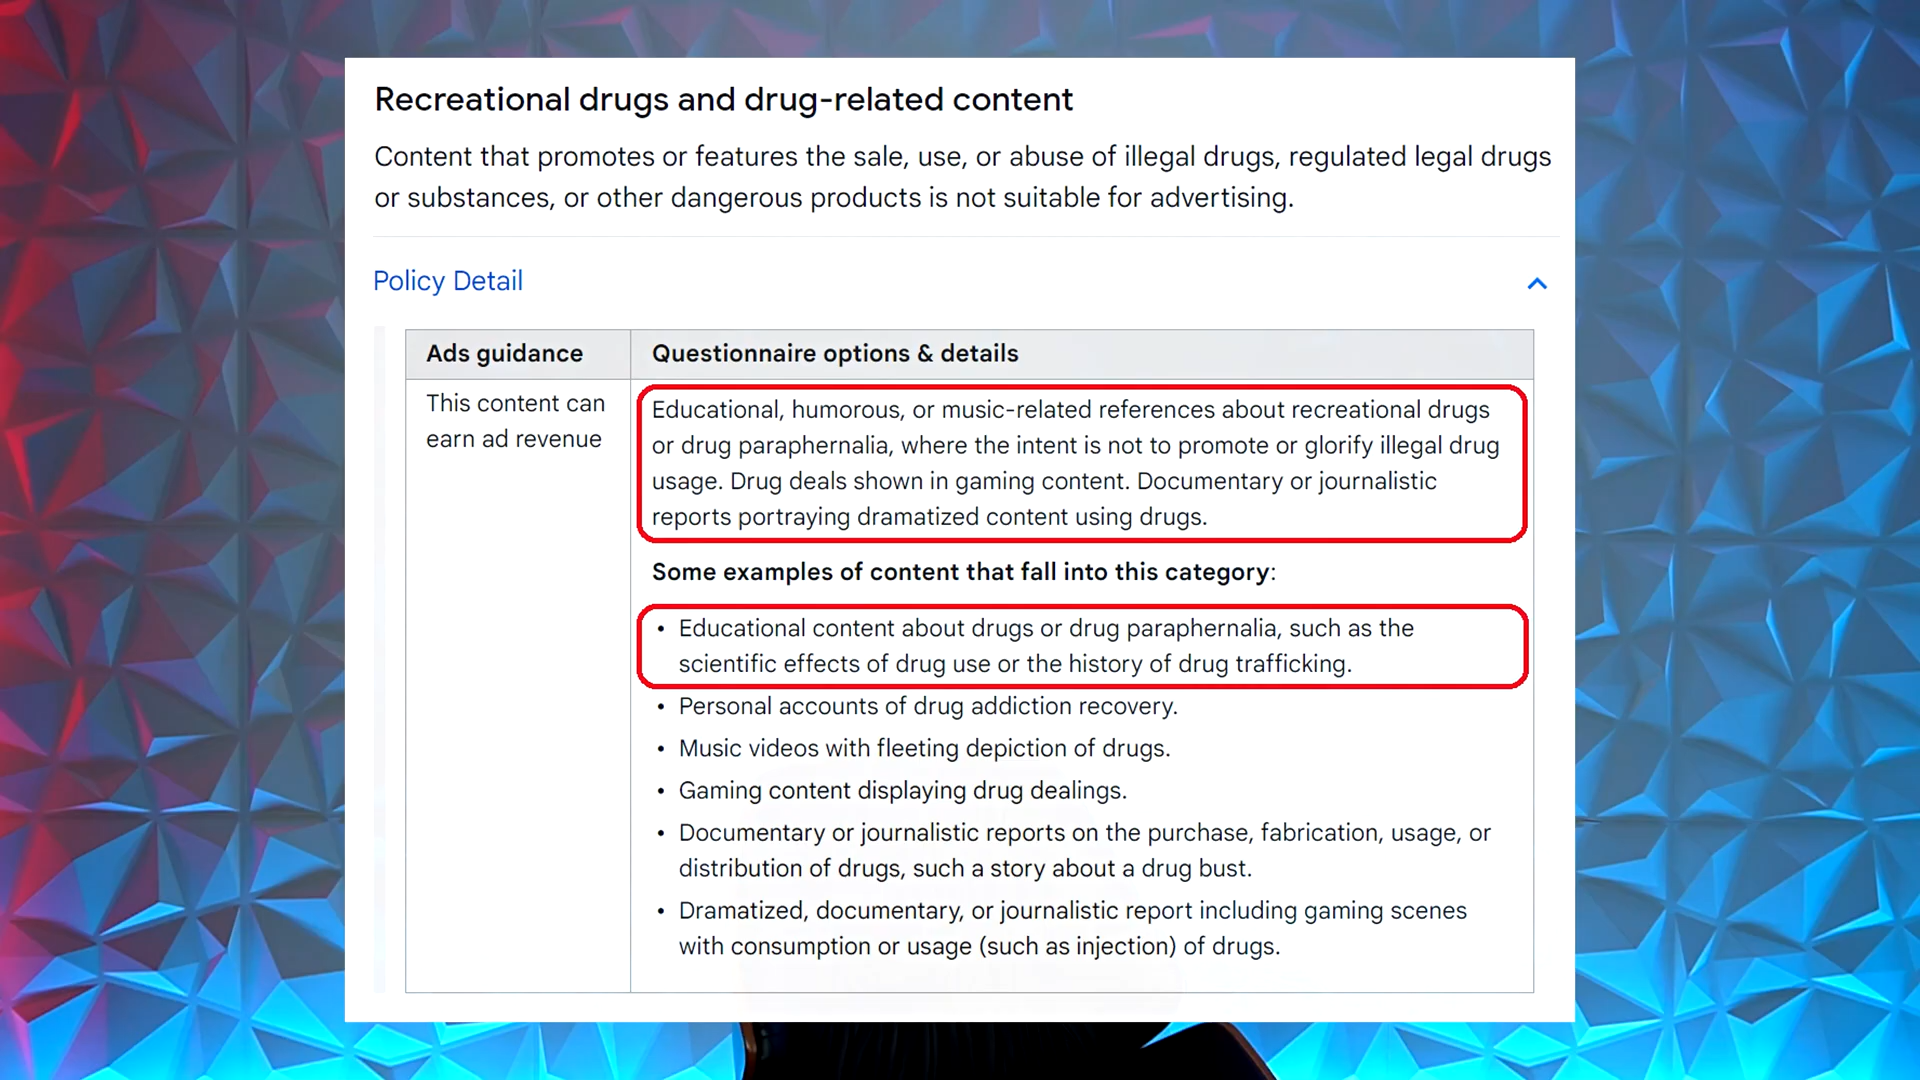 Recreational drugs and drug-related content
Content that promotes or features the sale, use, or abuse of illegal drugs, regulated legal drugs
or substances, or other dangerous products is not suitable for advertising.
Policy Detail
Ads guidance
Questionnaire options & details
This content can
earn ad revenue
Educational, humorous, or music-related references about recreational drugs
or drug paraphernalia, where the intent is not to promote or glorify illegal drug
usage. Drug deals shown in gaming content. Documentary or journalistic
reports portraying dramatized content using drugs.
Some examples of content that fall into this category:
• Educational content about drugs or drug paraphernalia, such as the
scientific effects of drug use or the history of drug trafficking.
• Personal accounts of drug addiction recovery.
• Music videos with fleeting depiction of drugs.
• Gaming content displaying drug dealings.
• Documentary or journalistic reports on the purchase, fabrication, usage, or
distribution of drugs, such a story about a drug bust.
• Dramatized, documentary, or journalistic report including gaming scenes
with consumption or usage (such as injection) of drugs.